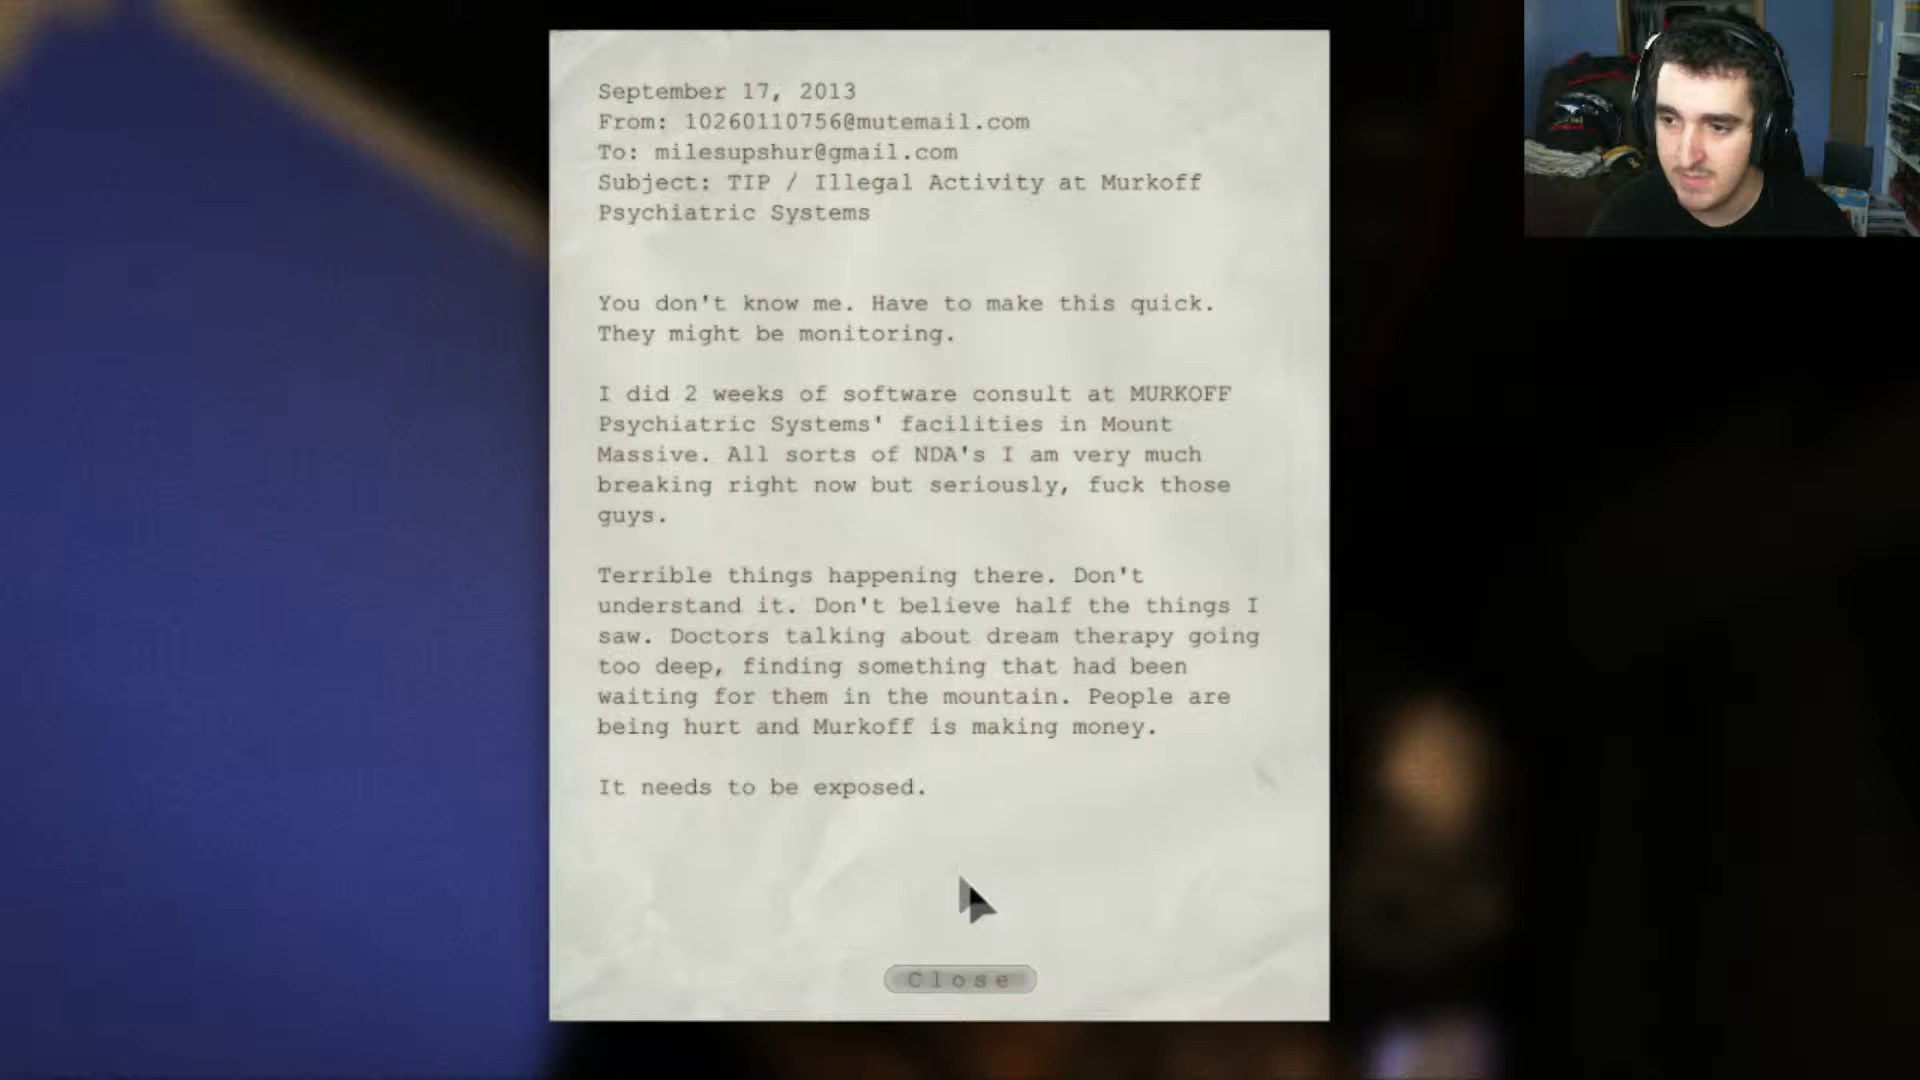 September 17, 2013
From: 10260110756@mutemail.com
To: milesupshur@gmail.com
Subject: TIP / Illegal Activity at Murkoff
Psychiatric Systems
You don't know me. Have to make this quick.
They might be monitoring.
I did 2 weeks of software consult at MURKOFF
Psychiatric Systems' facilities in Mount
Massive. All sorts of NDA's I am very much
breaking right now but seriously, fuck those
guys.
Terrible things happening there. Don't
understand it. Don't believe half the things I
saw. Doctors talking about dream therapy going
too deep, finding something that had been
waiting for them in the mountain. People are
being hurt and Murkoff is making money.
It needs to be exposed.
Close